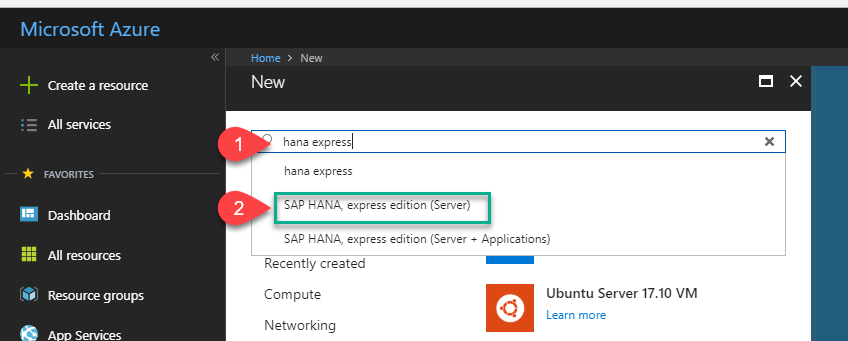 Microsoft Azure
«
Home > New
Create a resource
New
All services
1
hana express
hana express
FAVORITES
2
SAP HANA, express edition (Server)
Dashboard
SAP HANA, express edition (Server + Applications)
All resources
Recently created
Compute
Ubuntu Server 17.10 VM
Resource groups
Learn more
Networking
App Services